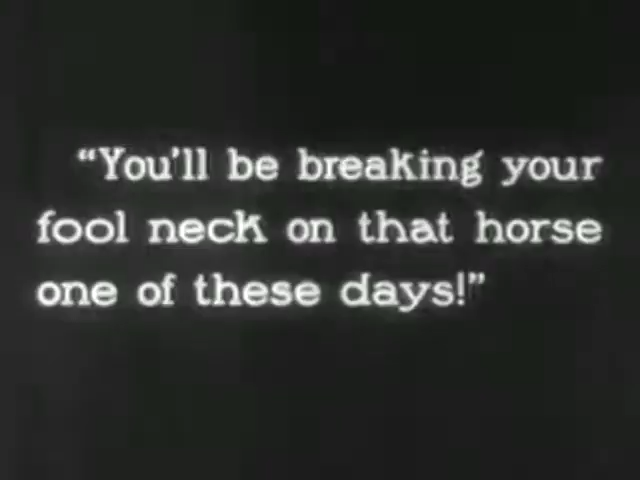 “You'll be breaking your
fool neck on that horse
one of these days!”